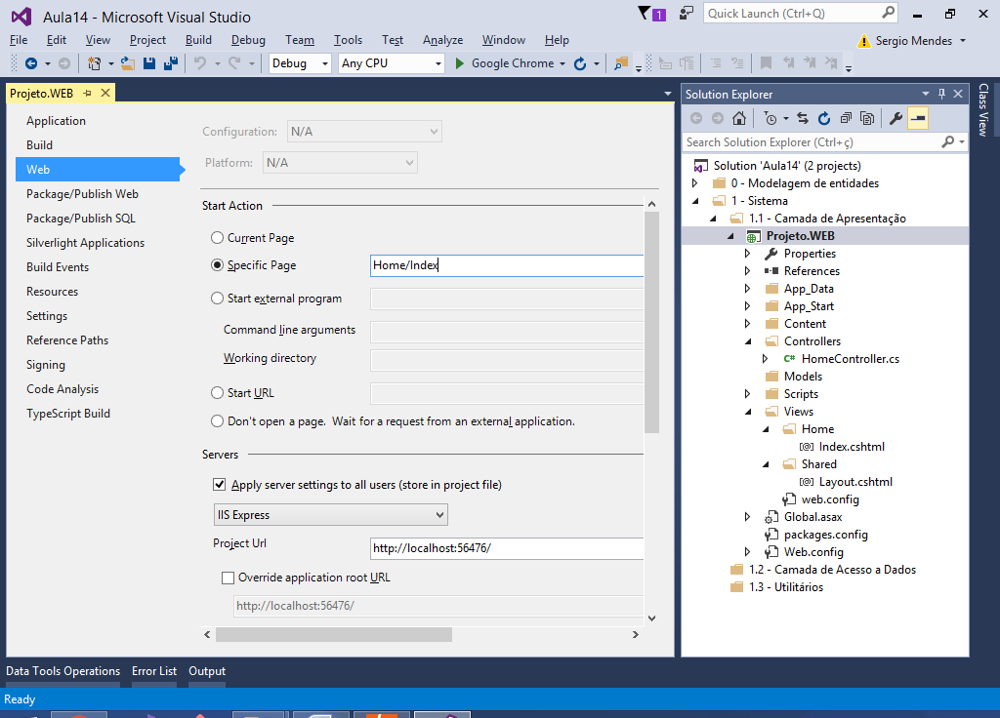 Aula14 - Microsoft Visual Studio
1
Quick Launch (Ctrl+Q)
File Edit View Project Build Debug Team Tools Test Analyze Window Help
Sergio Mendes
Debug Any CPU Google Chrome
Projeto.WEB
Application
Build
Web
Package/Publish Web
Package/Publish SQL
Silverlight Applications
Build Events
Resources
Settings
Reference Paths
Signing
Code Analysis
TypeScript Build
Configuration: N/A
Platform: N/A
Start Action
Current Page
Specific Page Home/Index
Start external program
Command line arguments
Working directory
Start URL
Don't open a page. Wait for a request from an external application.
Servers
Apply server settings to all users (store in project file)
IIS Express
Project Url http://localhost:56476/
Override application root URL
http://localhost:56476/
Solution Explorer
Search Solution Explorer (Ctrl+ç)
Solution 'Aula14' (2 projects)
0 - Modelagem de entidades
1 - Sistema
1.1 - Camada de Apresentação
Projeto.WEB
Properties
References
App_Data
App_Start
Content
Controllers
C# HomeController.cs
Models
Scripts
Views
Home
[@] Index.cshtml
Shared
[@] Layout.cshtml
web.config
Global.asax
packages.config
Web.config
1.2 - Camada de Acesso a Dados
1.3 - Utilitários
Class View
Data Tools Operations Error List Output
Ready